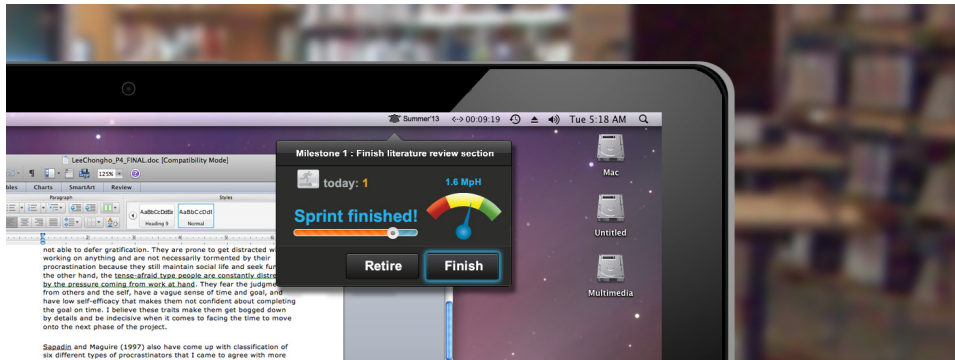 Summer'13 <-> 00:09:19 Tue 5:18 AM
LeeChongho_P4_FINAL.doc [Compatibility Mode]
125%
Charts SmartArt Review
Paragraph Styles
AaBbCcDdEe AaBbCcDdI
Heading 9 Normal
Milestone 1 : Finish literature review section
today: 1 1.6 MpH
Sprint finished!
Retire Finish
Mac
Untitled
Multimedia
not able to defer gratification. They are prone to get distracted
working on anything and are not necessarily tormented by their
procrastination because they still maintain social life and seek
the other hand, the tense-afraid type people are constantly
by the pressure coming from work at hand. They fear the
from others and the self, have a vague sense of time and goal, and
have low self-efficacy that makes them not confident about completing
the goal on time. I believe these traits make them get bogged down
by details and be indecisive when it comes to facing the time to move
onto the next phase of the project.
Sapadin and Maguire (1997) also have come up with classification of
six different types of procrastinators that I came to agree with more